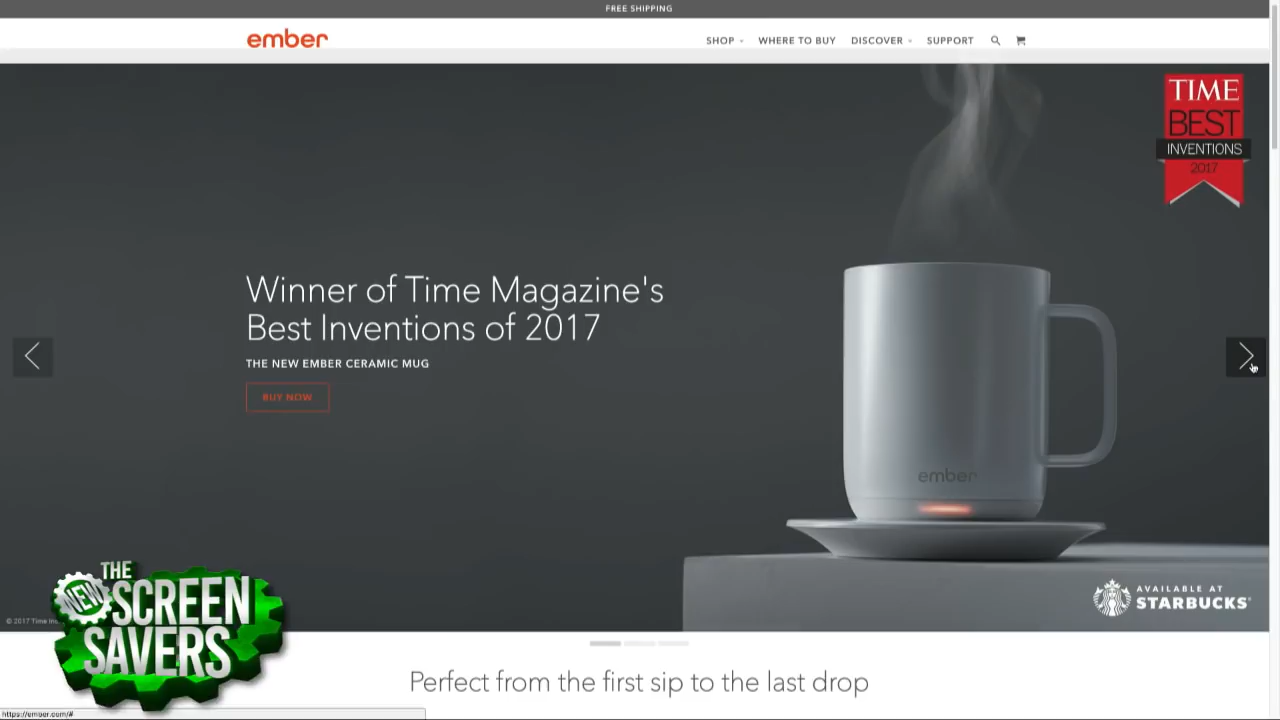 FREE SHIPPING
ember
SHOP
WHERE TO BUY
DISCOVER
SUPPORT
TIME
BEST
INVENTIONS
2017
Winner of Time Magazine's
Best Inventions of 2017
THE NEW EMBER CERAMIC MUG
BUY NOW
ember
AVAILABLE AT
STARBUCKS
© 2017 Time Inc
THE
NEW
SCREEN
SAVERS
Perfect from the first sip to the last drop
https://ember.com/#